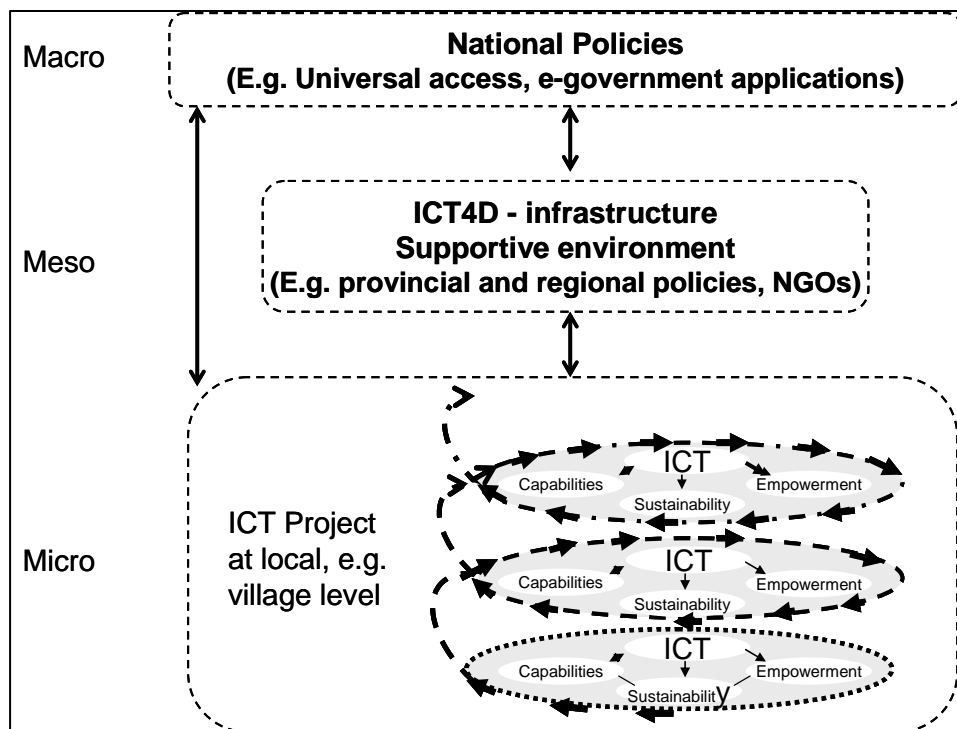 Macro
National Policies
(E.g. Universal access, e-government applications)
Meso
ICT4D - infrastructure
Supportive environment
(E.g. provincial and regional policies, NGOs)
Micro
ICT Project
at local, e.g.
village level
ICT
Capabilities
Empowerment
Sustainability
ICT
Capabilities
Empowerment
Sustainability
ICT
Capabilities
Empowerment
Sustainability